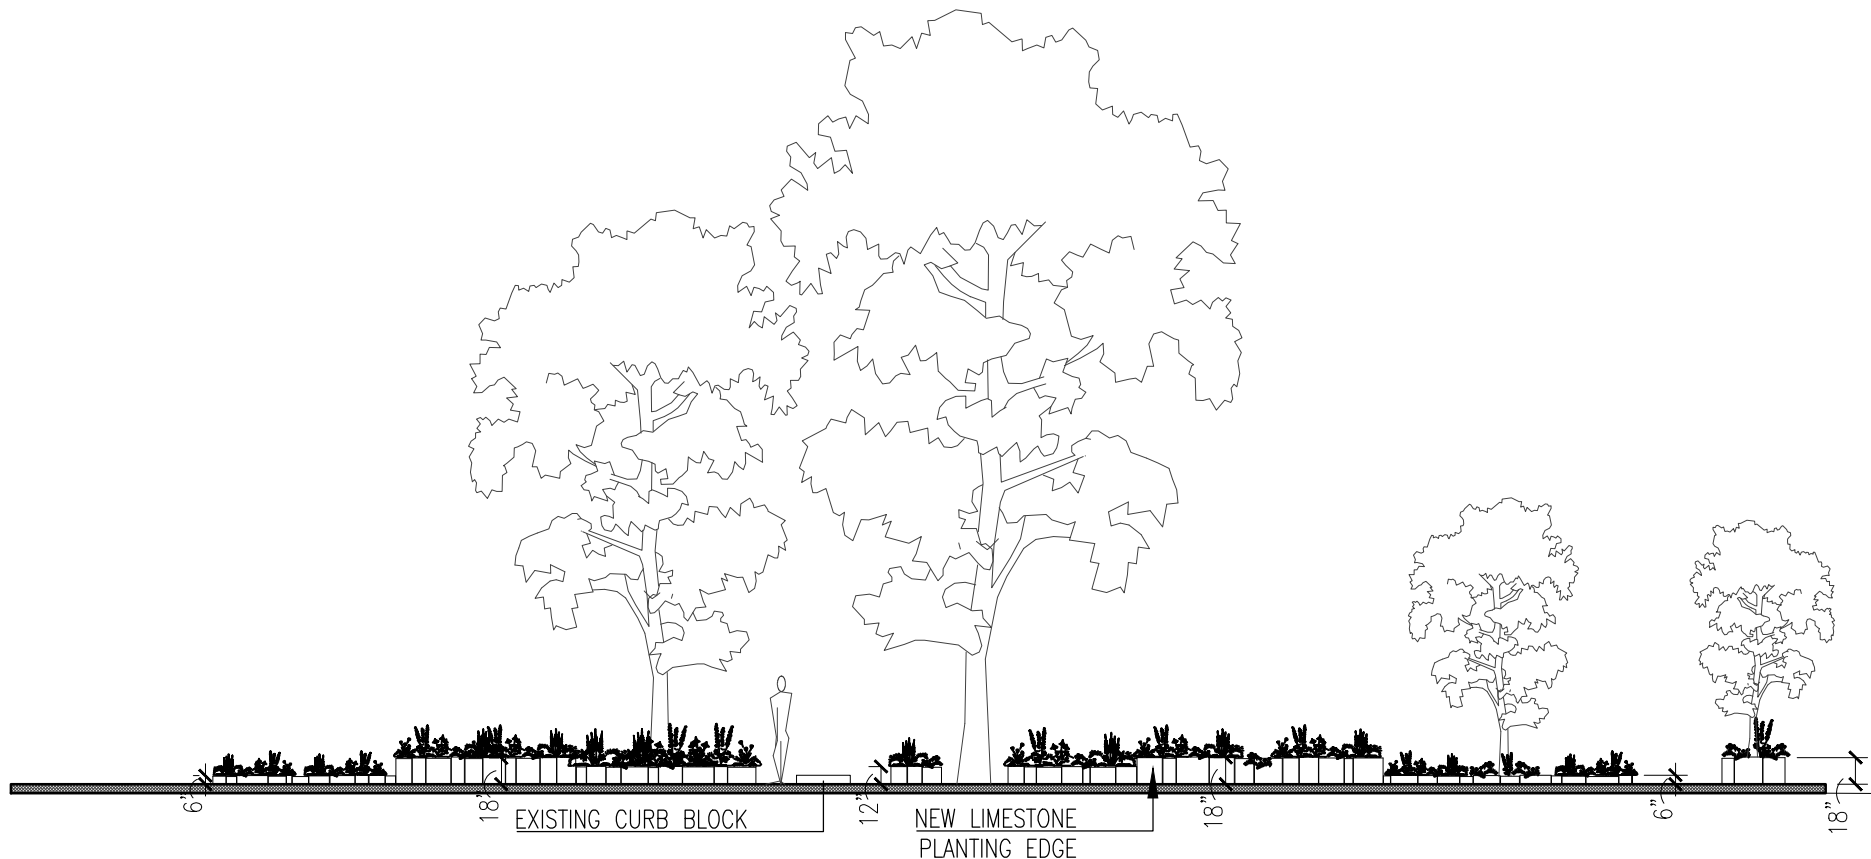 6"
18"
EXISTING CURB BLOCK
12"
NEW LIMESTONE
PLANTING EDGE
18"
6"
18"